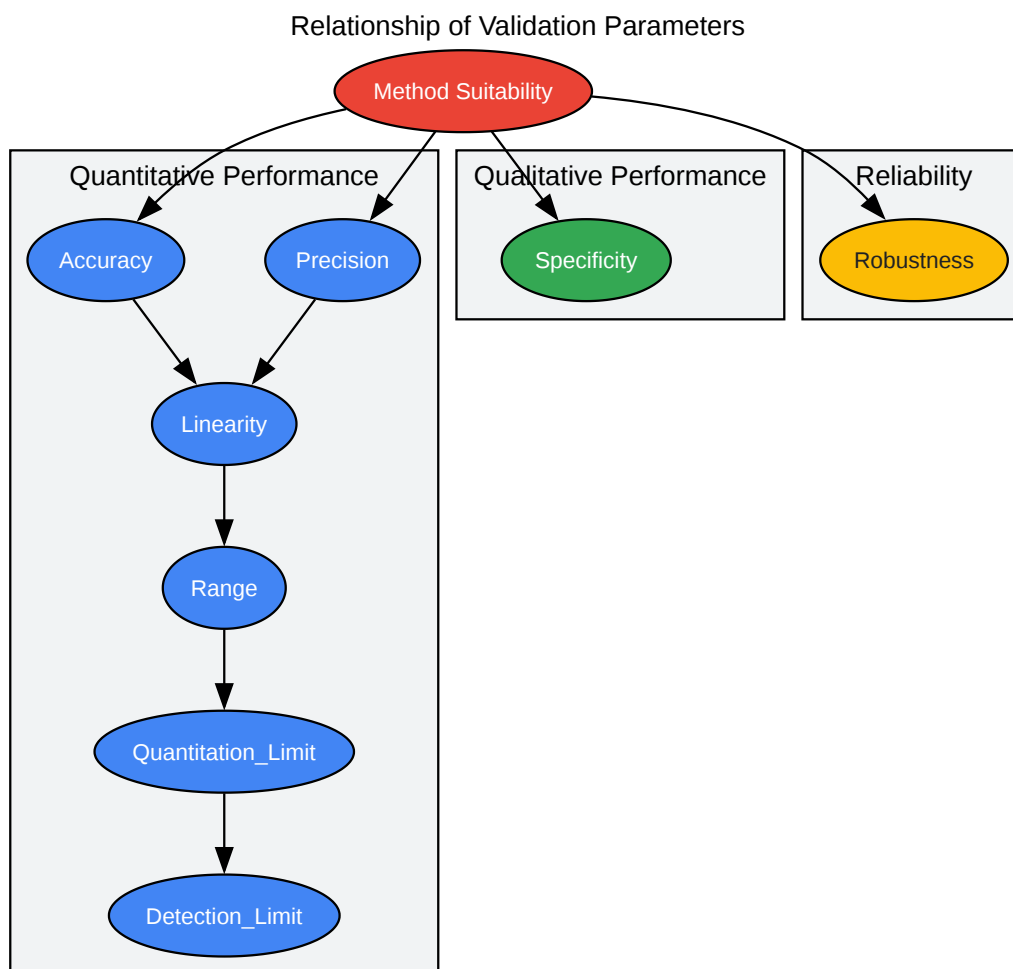 Relationship of Validation Parameters
Method Suitability
Quantitative Performance
Qualitative Performance
Reliability
Accuracy
Precision
Specificity
Robustness
Linearity
Range
Quantitation_Limit
Detection_Limit